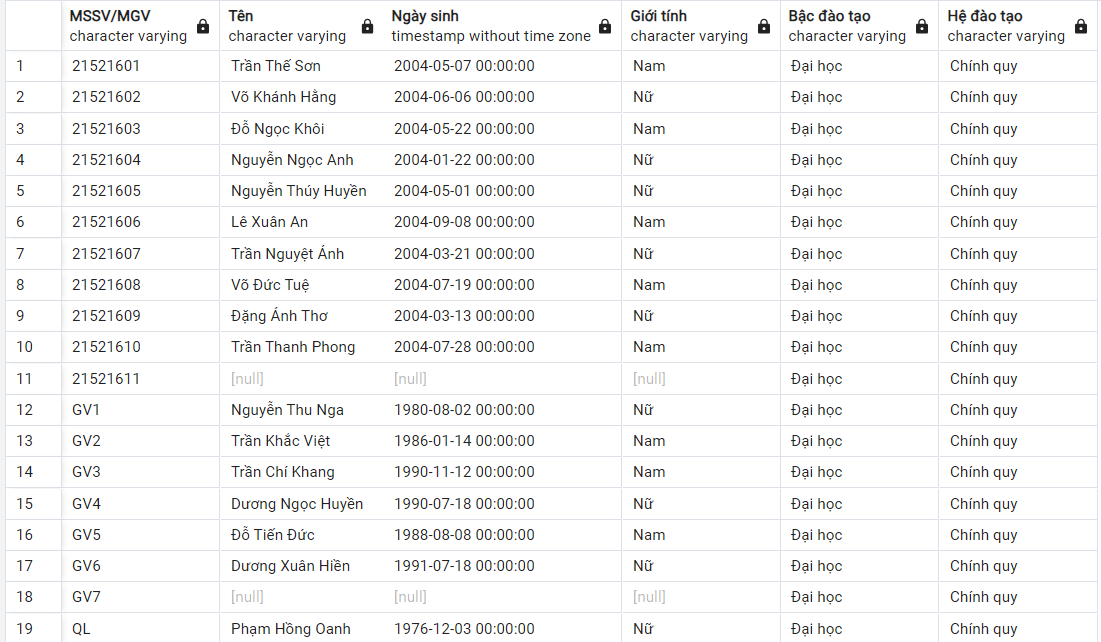 MSSV/MGV Tên Ngày sinh Giới tính Bậc đào tạo Hệ đào tạo
character varying character varying timestamp without time zone character varying character varying character varying
1 21521601 Trần Thế Sơn 2004-05-07 00:00:00 Nam Đại học Chính quy
2 21521602 Võ Khánh Hằng 2004-06-06 00:00:00 Nữ Đại học Chính quy
3 21521603 Đỗ Ngọc Khôi 2004-05-22 00:00:00 Nam Đại học Chính quy
4 21521604 Nguyễn Ngọc Anh 2004-01-22 00:00:00 Nữ Đại học Chính quy
5 21521605 Nguyễn Thúy Huyền 2004-05-01 00:00:00 Nữ Đại học Chính quy
6 21521606 Lê Xuân An 2004-09-08 00:00:00 Nam Đại học Chính quy
7 21521607 Trần Nguyệt Ánh 2004-03-21 00:00:00 Nữ Đại học Chính quy
8 21521608 Võ Đức Tuệ 2004-07-19 00:00:00 Nam Đại học Chính quy
9 21521609 Đặng Ánh Thơ 2004-03-13 00:00:00 Nữ Đại học Chính quy
10 21521610 Trần Thanh Phong 2004-07-28 00:00:00 Nam Đại học Chính quy
11 21521611 [null] [null] [null] Đại học Chính quy
12 GV1 Nguyễn Thu Nga 1980-08-02 00:00:00 Nữ Đại học Chính quy
13 GV2 Trần Khắc Việt 1986-01-14 00:00:00 Nam Đại học Chính quy
14 GV3 Trần Chí Khang 1990-11-12 00:00:00 Nam Đại học Chính quy
15 GV4 Dương Ngọc Huyền 1990-07-18 00:00:00 Nữ Đại học Chính quy
16 GV5 Đỗ Tiến Đức 1988-08-08 00:00:00 Nam Đại học Chính quy
17 GV6 Dương Xuân Hiền 1991-07-18 00:00:00 Nữ Đại học Chính quy
18 GV7 [null] [null] [null] Đại học Chính quy
19 QL Phạm Hồng Oanh 1976-12-03 00:00:00 Nữ Đại học Chính quy